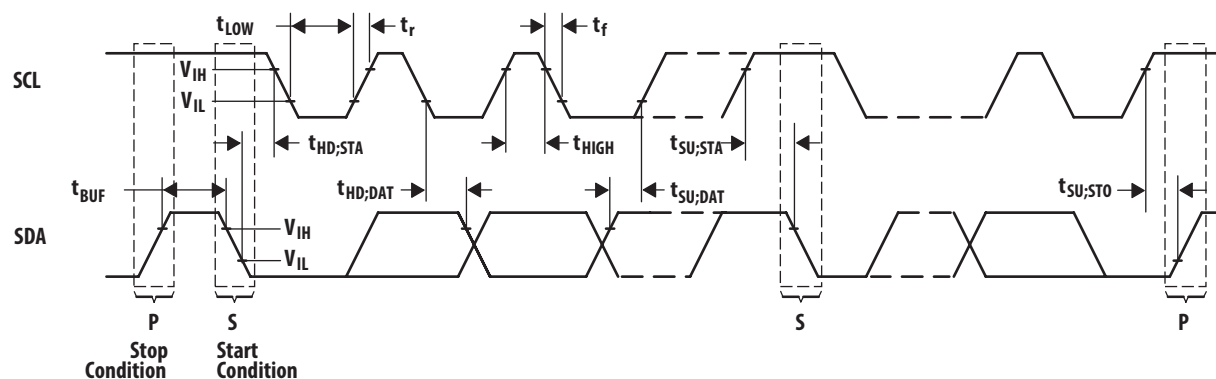 tLOW
tr
tf
SCL
VIH
VIL
tHD;STA
tHIGH
tSU;STA
tBUF
tHD;DAT
tSU;DAT
tSU;STO
SDA
VIH
VIL
P
S
S
P
Stop
Condition
Start
Condition